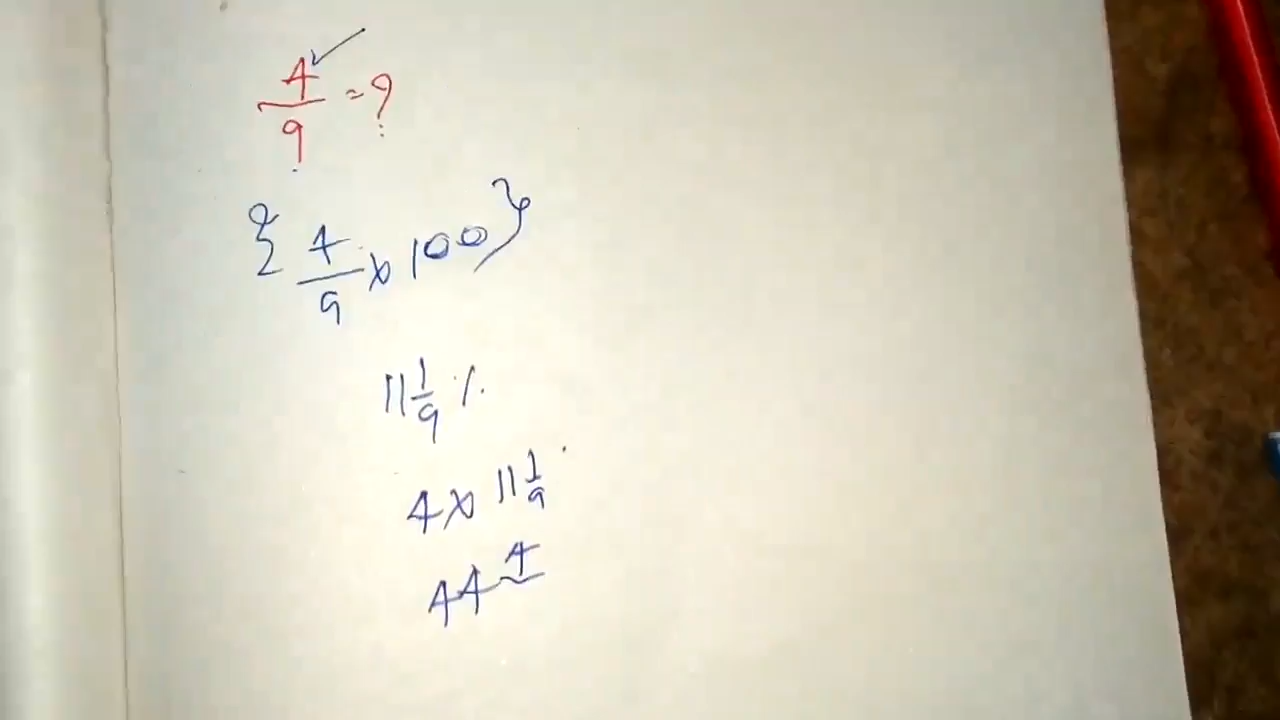 4/9 = ?
{ 4/9 x 100 }
11 1/9 %
4 x 11 1/9
44 4/